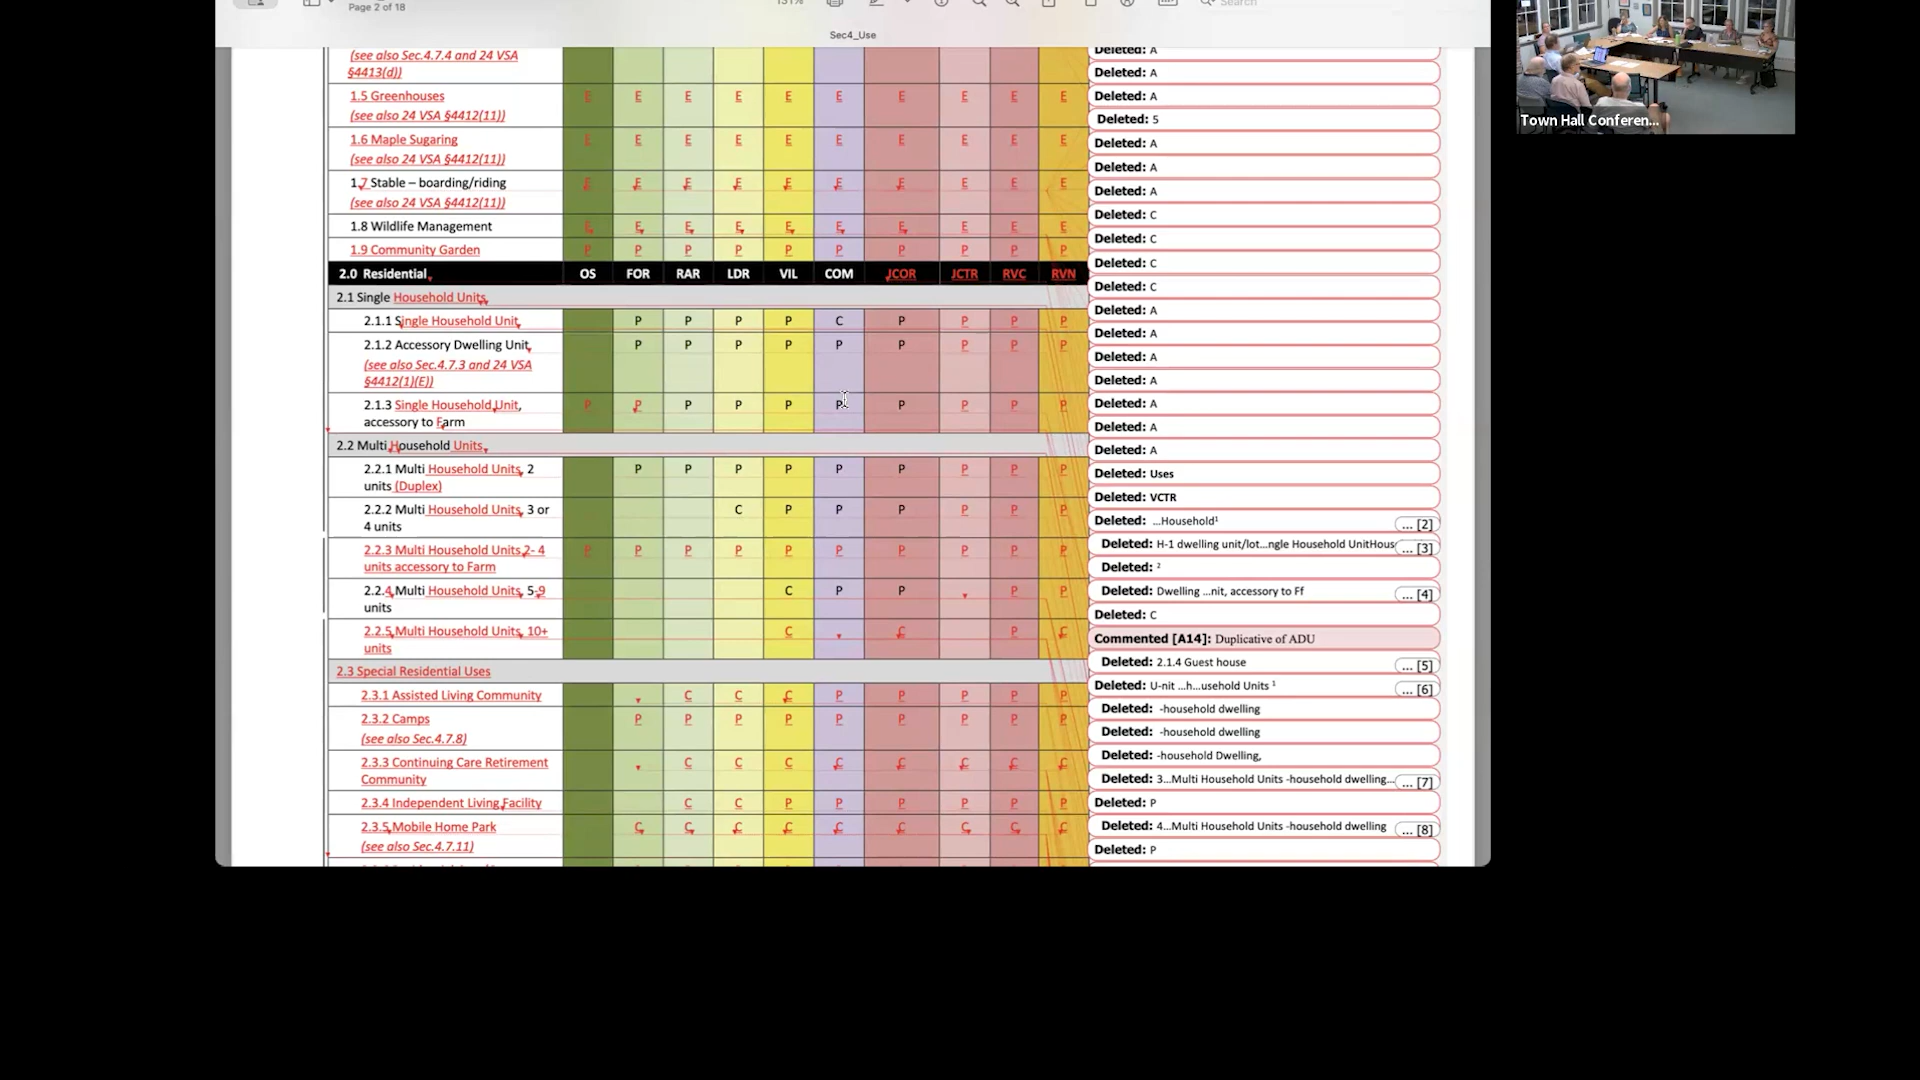 Page 2 of 18
131%
Search
Sec4_Use
Town Hall Conferen...
(see also Sec.4.7.4 and 24 VSA
§4413(d))
1.5 Greenhouses E E E E E E E E E E
(see also 24 VSA §4412(11))
1.6 Maple Sugaring E E E E E E E E E E
(see also 24 VSA §4412(11))
1.7 Stable – boarding/riding E E E E E E E E E E
(see also 24 VSA §4412(11))
1.8 Wildlife Management E E E E E E E E E E
1.9 Community Garden P P P P P P P P P P
2.0 Residential OS FOR RAR LDR VIL COM JCOR JCTR RVC RVN
2.1 Single Household Units
2.1.1 Single Household Unit P P P P C P P P P
2.1.2 Accessory Dwelling Unit P P P P P P P P P
(see also Sec.4.7.3 and 24 VSA
§4412(1)(E))
2.1.3 Single Household Unit, P P P P P P P P P P
accessory to Farm
2.2 Multi Household Units
2.2.1 Multi Household Units, 2 P P P P P P P P P
units (Duplex)
2.2.2 Multi Household Units, 3 or C P P P P P P
4 units
2.2.3 Multi Household Units 2- 4 P P P P P P P P P P
units accessory to Farm
2.2.4 Multi Household Units, 5-9 C P P P P
units
2.2.5 Multi Household Units, 10+ C C P C
units
2.3 Special Residential Uses
2.3.1 Assisted Living Community C C C P P P P P
2.3.2 Camps P P P P P P P P P
(see also Sec.4.7.8)
2.3.3 Continuing Care Retirement C C C C C C C C
Community
2.3.4 Independent Living Facility C C P P P P P P
2.3.5 Mobile Home Park C C C C C C C C C
(see also Sec.4.7.11)
Deleted: A
Deleted: A
Deleted: A
Deleted: 5
Deleted: A
Deleted: A
Deleted: A
Deleted: C
Deleted: C
Deleted: C
Deleted: C
Deleted: A
Deleted: A
Deleted: A
Deleted: A
Deleted: A
Deleted: A
Deleted: A
Deleted: Uses
Deleted: VCTR
Deleted: ...Household¹ ... [2]
Deleted: H-1 dwelling unit/lot...ngle Household UnitHous ... [3]
Deleted: ²
Deleted: Dwelling ...nit, accessory to Ff ... [4]
Deleted: C
Commented [A14]: Duplicative of ADU
Deleted: 2.1.4 Guest house ... [5]
Deleted: U-nit ...h...usehold Units ¹ ... [6]
Deleted: -household dwelling
Deleted: -household dwelling
Deleted: -household Dwelling,
Deleted: 3...Multi Household Units -household dwelling... ... [7]
Deleted: P
Deleted: 4...Multi Household Units -household dwelling ... [8]
Deleted: P